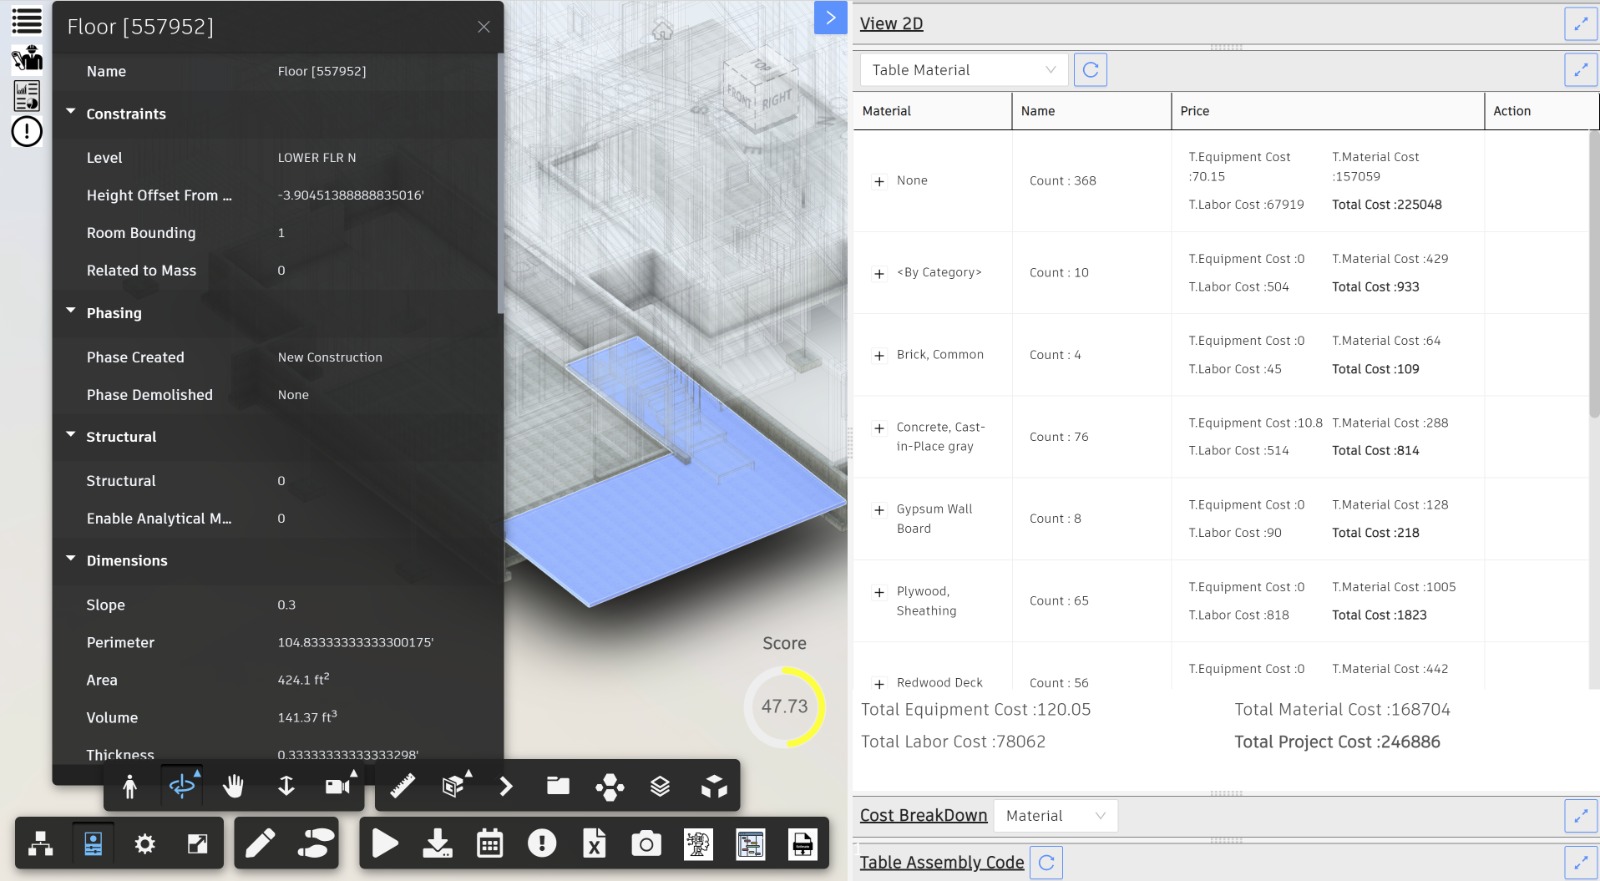 Floor [557952]
Name Floor [557952]
Constraints
Level LOWER FLR N
Height Offset From ... -3.90451388888835016'
Room Bounding 1
Related to Mass 0
Phasing
Phase Created New Construction
Phase Demolished None
Structural
Structural 0
Enable Analytical M... 0
Dimensions
Slope 0.3
Perimeter 104.83333333333300175'
Area 424.1 ft²
Volume 141.37 ft³
Thickness 0.33333333333333298'
FRONT RIGHT
Score
47.73
View 2D
Table Material
Material Name Price Action
None Count : 368
T.Equipment Cost :70.15
T.Material Cost :157059
T.Labor Cost :67919 Total Cost :225048
<By Category> Count : 10
T.Equipment Cost :0 T.Material Cost :429
T.Labor Cost :504 Total Cost :933
Brick, Common Count : 4
T.Equipment Cost :0 T.Material Cost :64
T.Labor Cost :45 Total Cost :109
Concrete, Cast-
in-Place gray
Count : 76
T.Equipment Cost :10.8 T.Material Cost :288
T.Labor Cost :514 Total Cost :814
Gypsum Wall
Board
Count : 8
T.Equipment Cost :0 T.Material Cost :128
T.Labor Cost :90 Total Cost :218
Plywood,
Sheathing
Count : 65
T.Equipment Cost :0 T.Material Cost :1005
T.Labor Cost :818 Total Cost :1823
Redwood Deck Count : 56
T.Equipment Cost :0 T.Material Cost :442
Total Equipment Cost :120.05 Total Material Cost :168704
Total Labor Cost :78062 Total Project Cost :246886
Cost BreakDown Material
Table Assembly Code